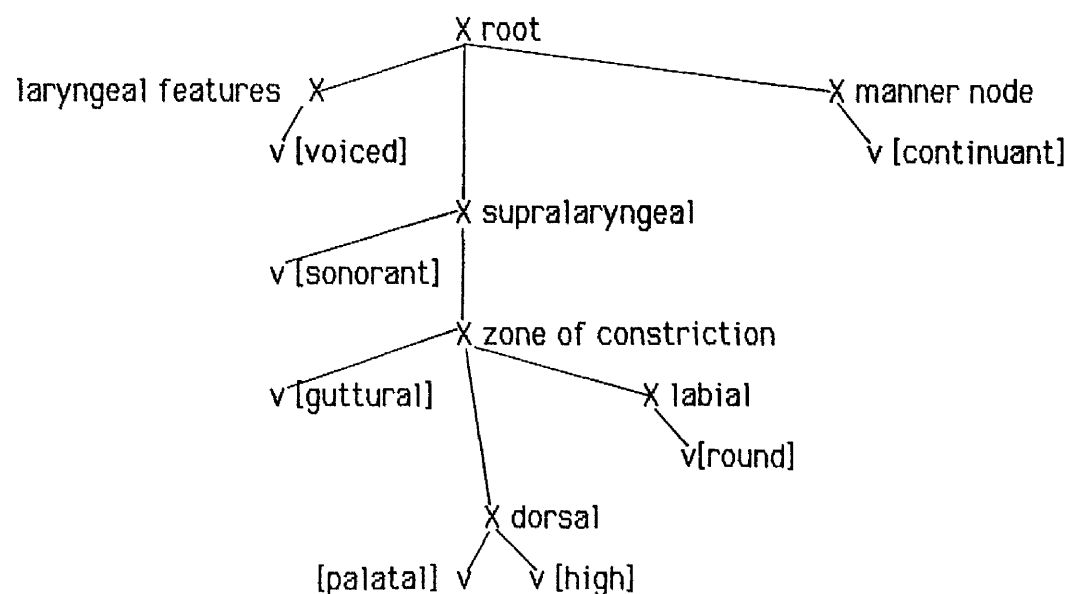 X root
laryngeal features X
X manner node
v [voiced]
v [continuant]
X supralaryngeal
v [sonorant]
X zone of constriction
v [guttural]
X labial
v[round]
X dorsal
[palatal] v
v [high]